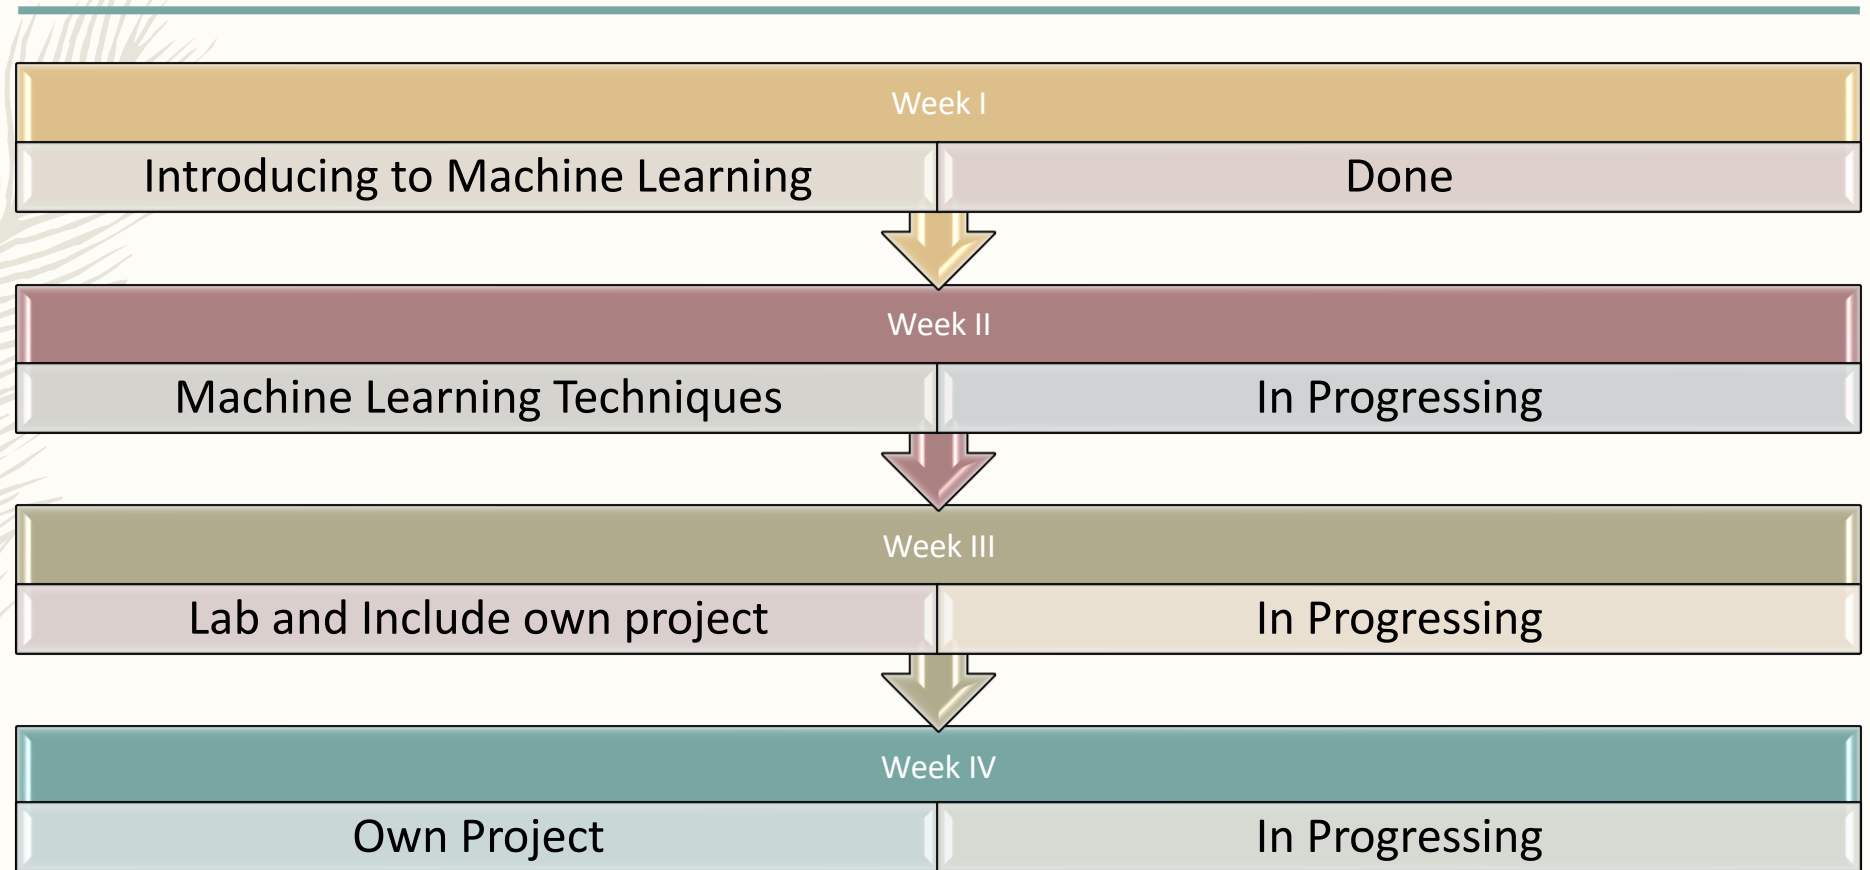 Week I
Introducing to Machine Learning
Done
Week II
Machine Learning Techniques
In Progressing
Week III
Lab and Include own project
In Progressing
Week IV
Own Project
In Progressing